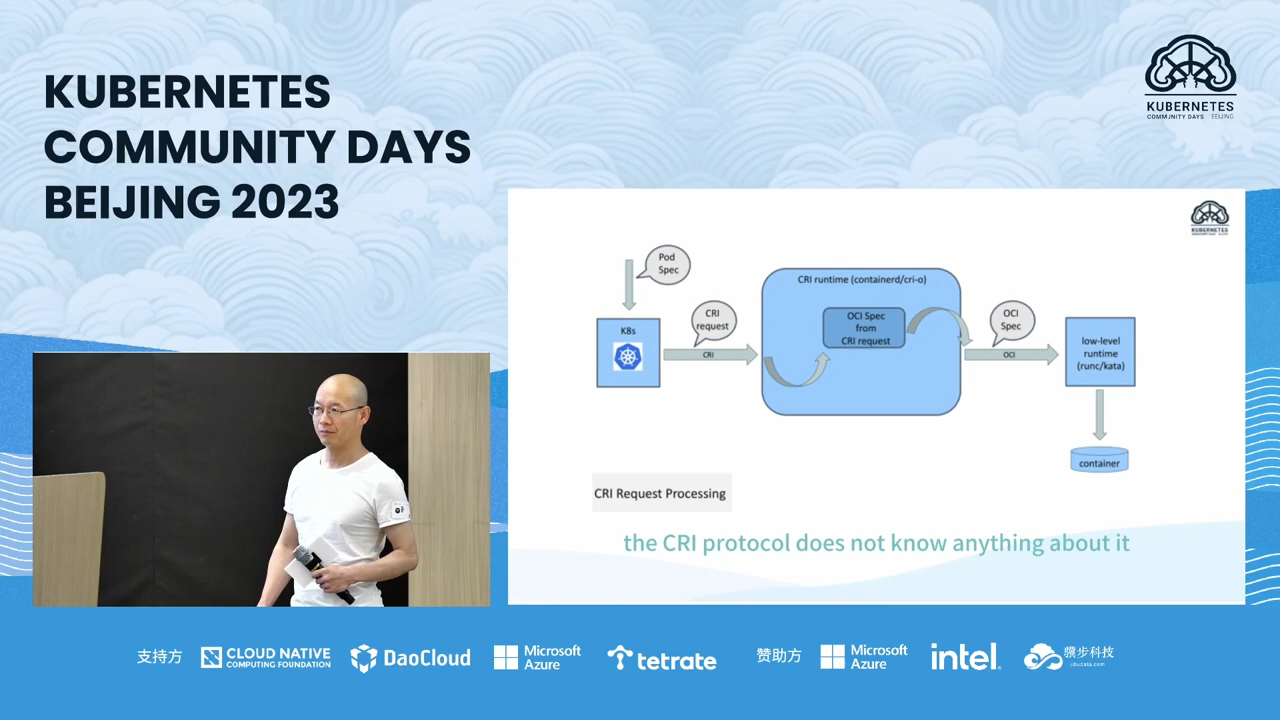 KUBERNETES
COMMUNITY DAYS
BEIJING 2023
KUBERNETES
COMMUNITY DAYS BEIJING
KUBERNETES
Pod
Spec
CRI runtime (containerd/cri-o)
K8s
CRI
request
CRI
OCI Spec
from
CRI request
OCI
Spec
OCI
low-level
runtime
(runc/kata)
container
CRI Request Processing
the CRI protocol does not know anything about it
支持方
CLOUD NATIVE
COMPUTING FOUNDATION
DaoCloud
Microsoft
Azure
tetrate
赞助方
Microsoft
Azure
intel
骥步科技